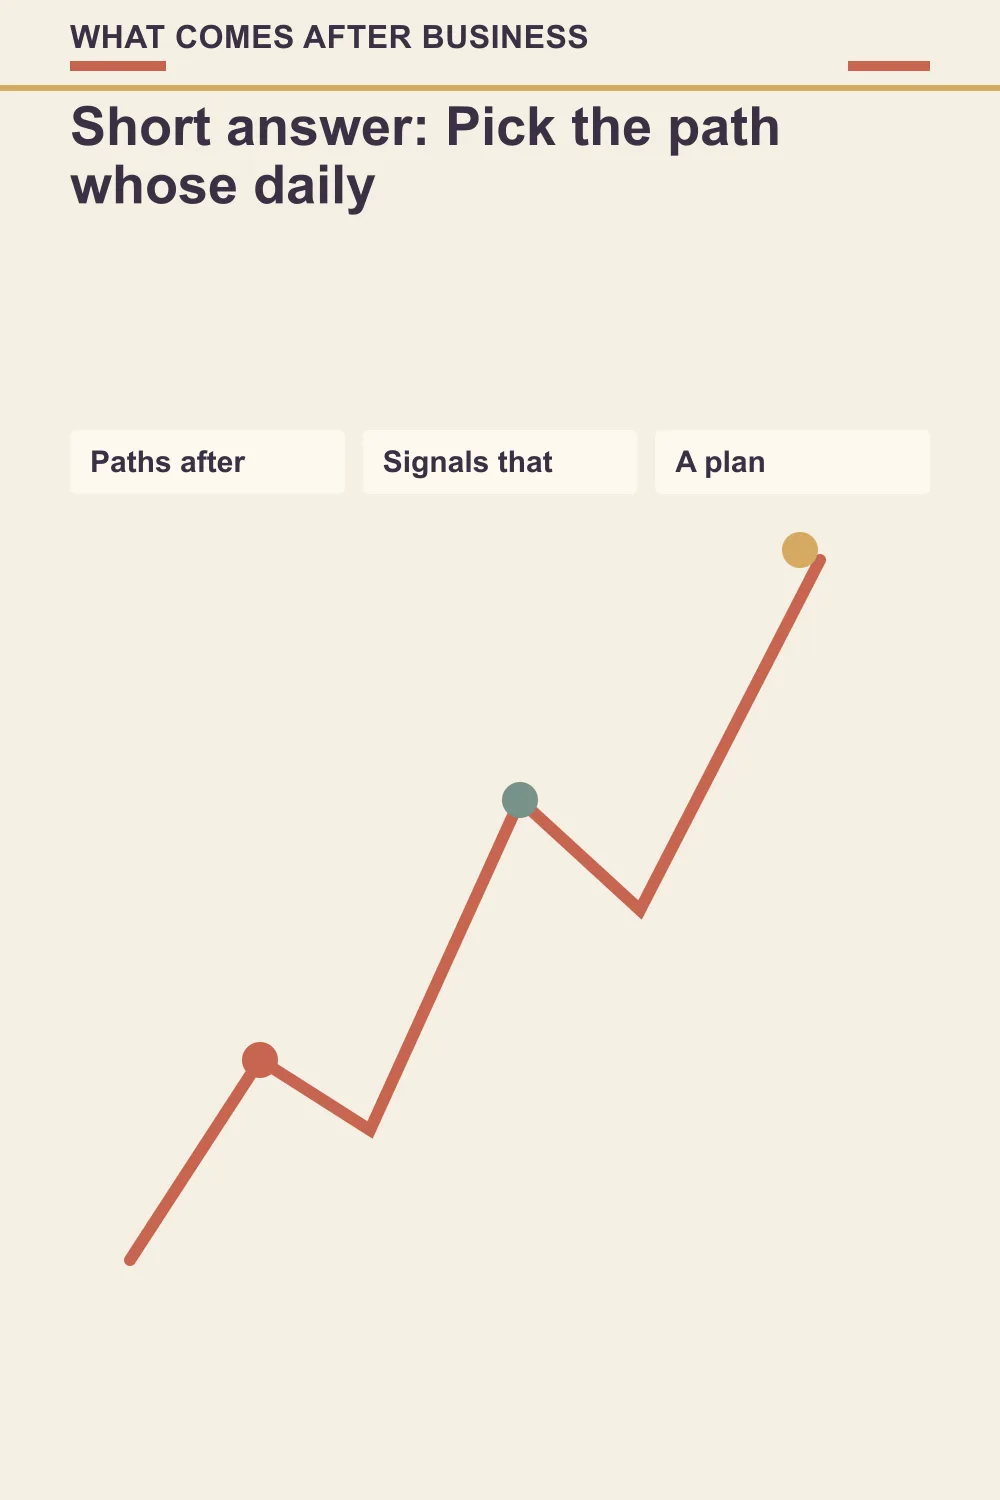 WHAT COMES AFTER BUSINESS
Short answer: Pick the path
whose daily
Paths after
Signals that
A plan